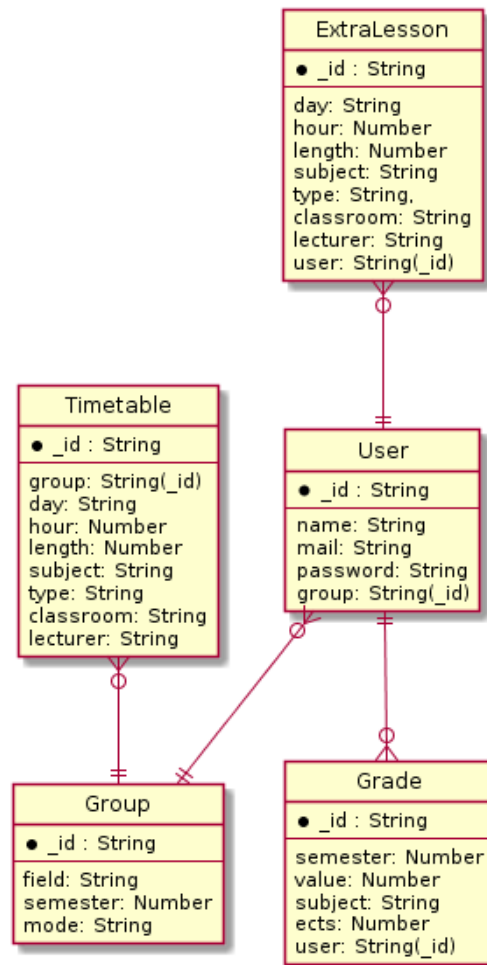 ExtraLesson
_id : String
day: String
hour: Number
length: Number
subject: String
type: String,
classroom: String
lecturer: String
user: String(_id)
Timetable
_id : String
group: String(_id)
day: String
hour: Number
length: Number
subject: String
type: String
classroom: String
lecturer: String
User
_id : String
name: String
mail: String
password: String
group: String(_id)
Group
_id : String
field: String
semester: Number
mode: String
Grade
_id : String
semester: Number
value: Number
subject: String
ects: Number
user: String(_id)